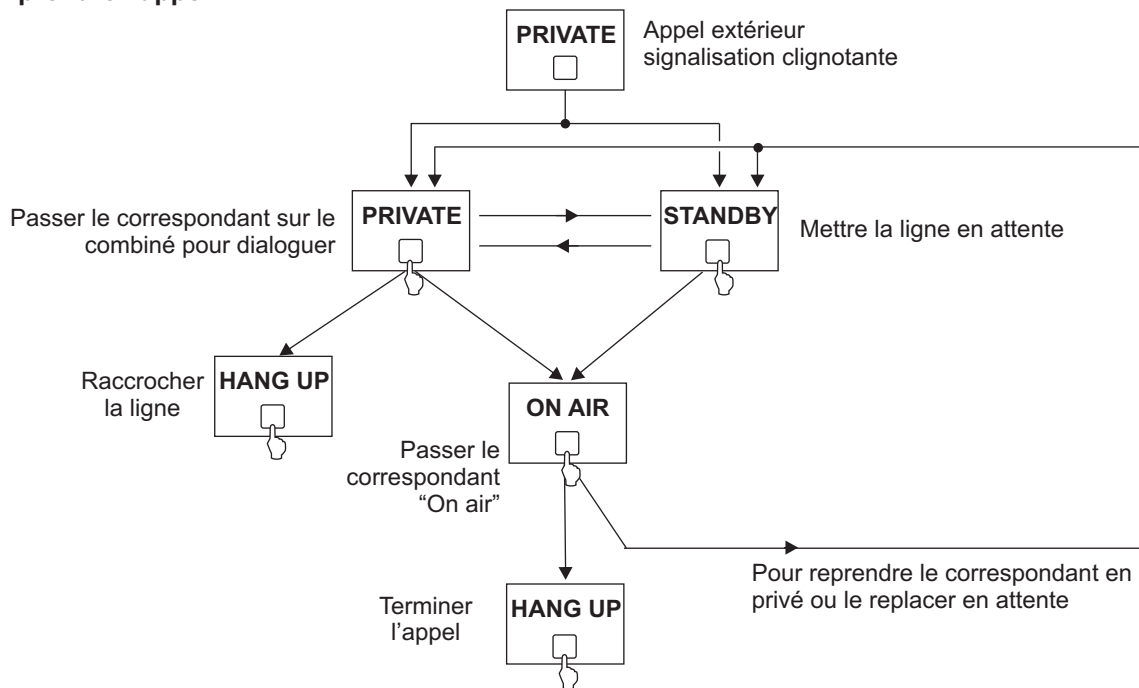 PRIVATE
Appel extérieur
signalisation clignotante
Passer le correspondant sur le
combiné pour dialoguer
PRIVATE
STANDBY
Mettre la ligne en attente
Raccrocher
la ligne
HANG UP
ON AIR
Passer le
correspondant
“On air”
Pour reprendre le correspondant en
privé ou le replacer en attente
Terminer
l’appel
HANG UP